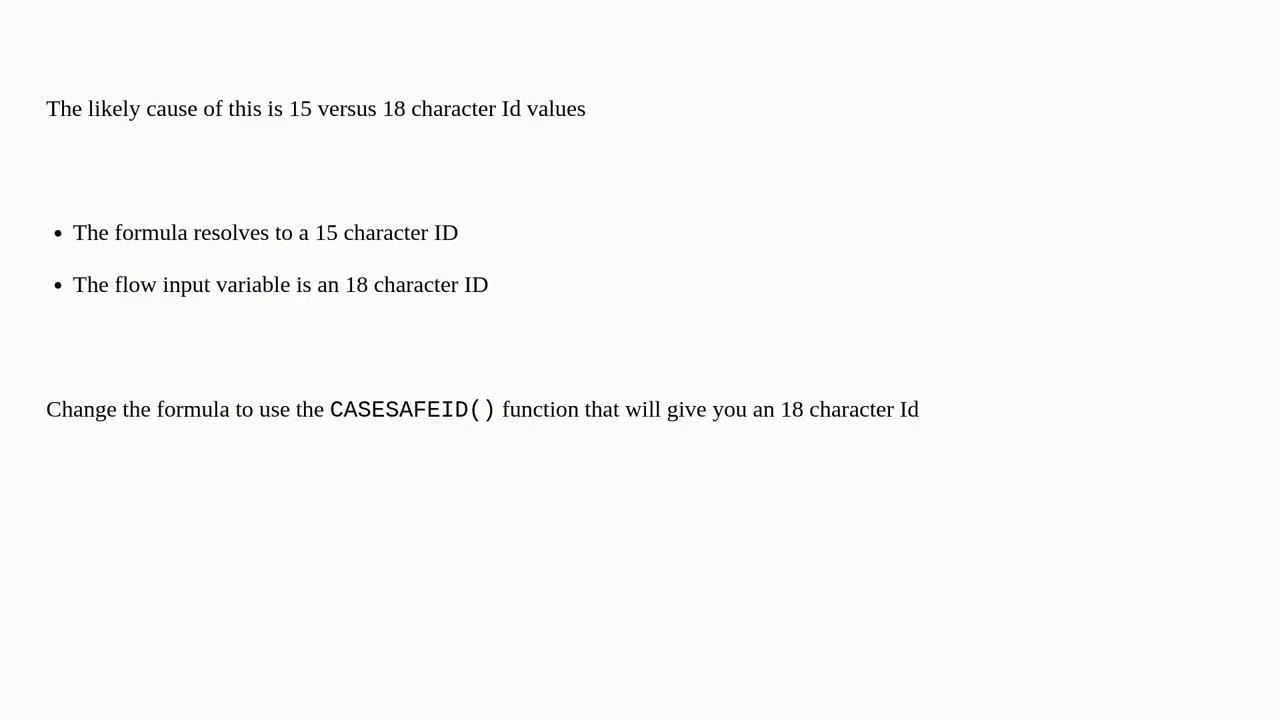 The likely cause of this is 15 versus 18 character Id values
• The formula resolves to a 15 character ID
• The flow input variable is an 18 character ID
Change the formula to use the CASESAFEID() function that will give you an 18 character Id